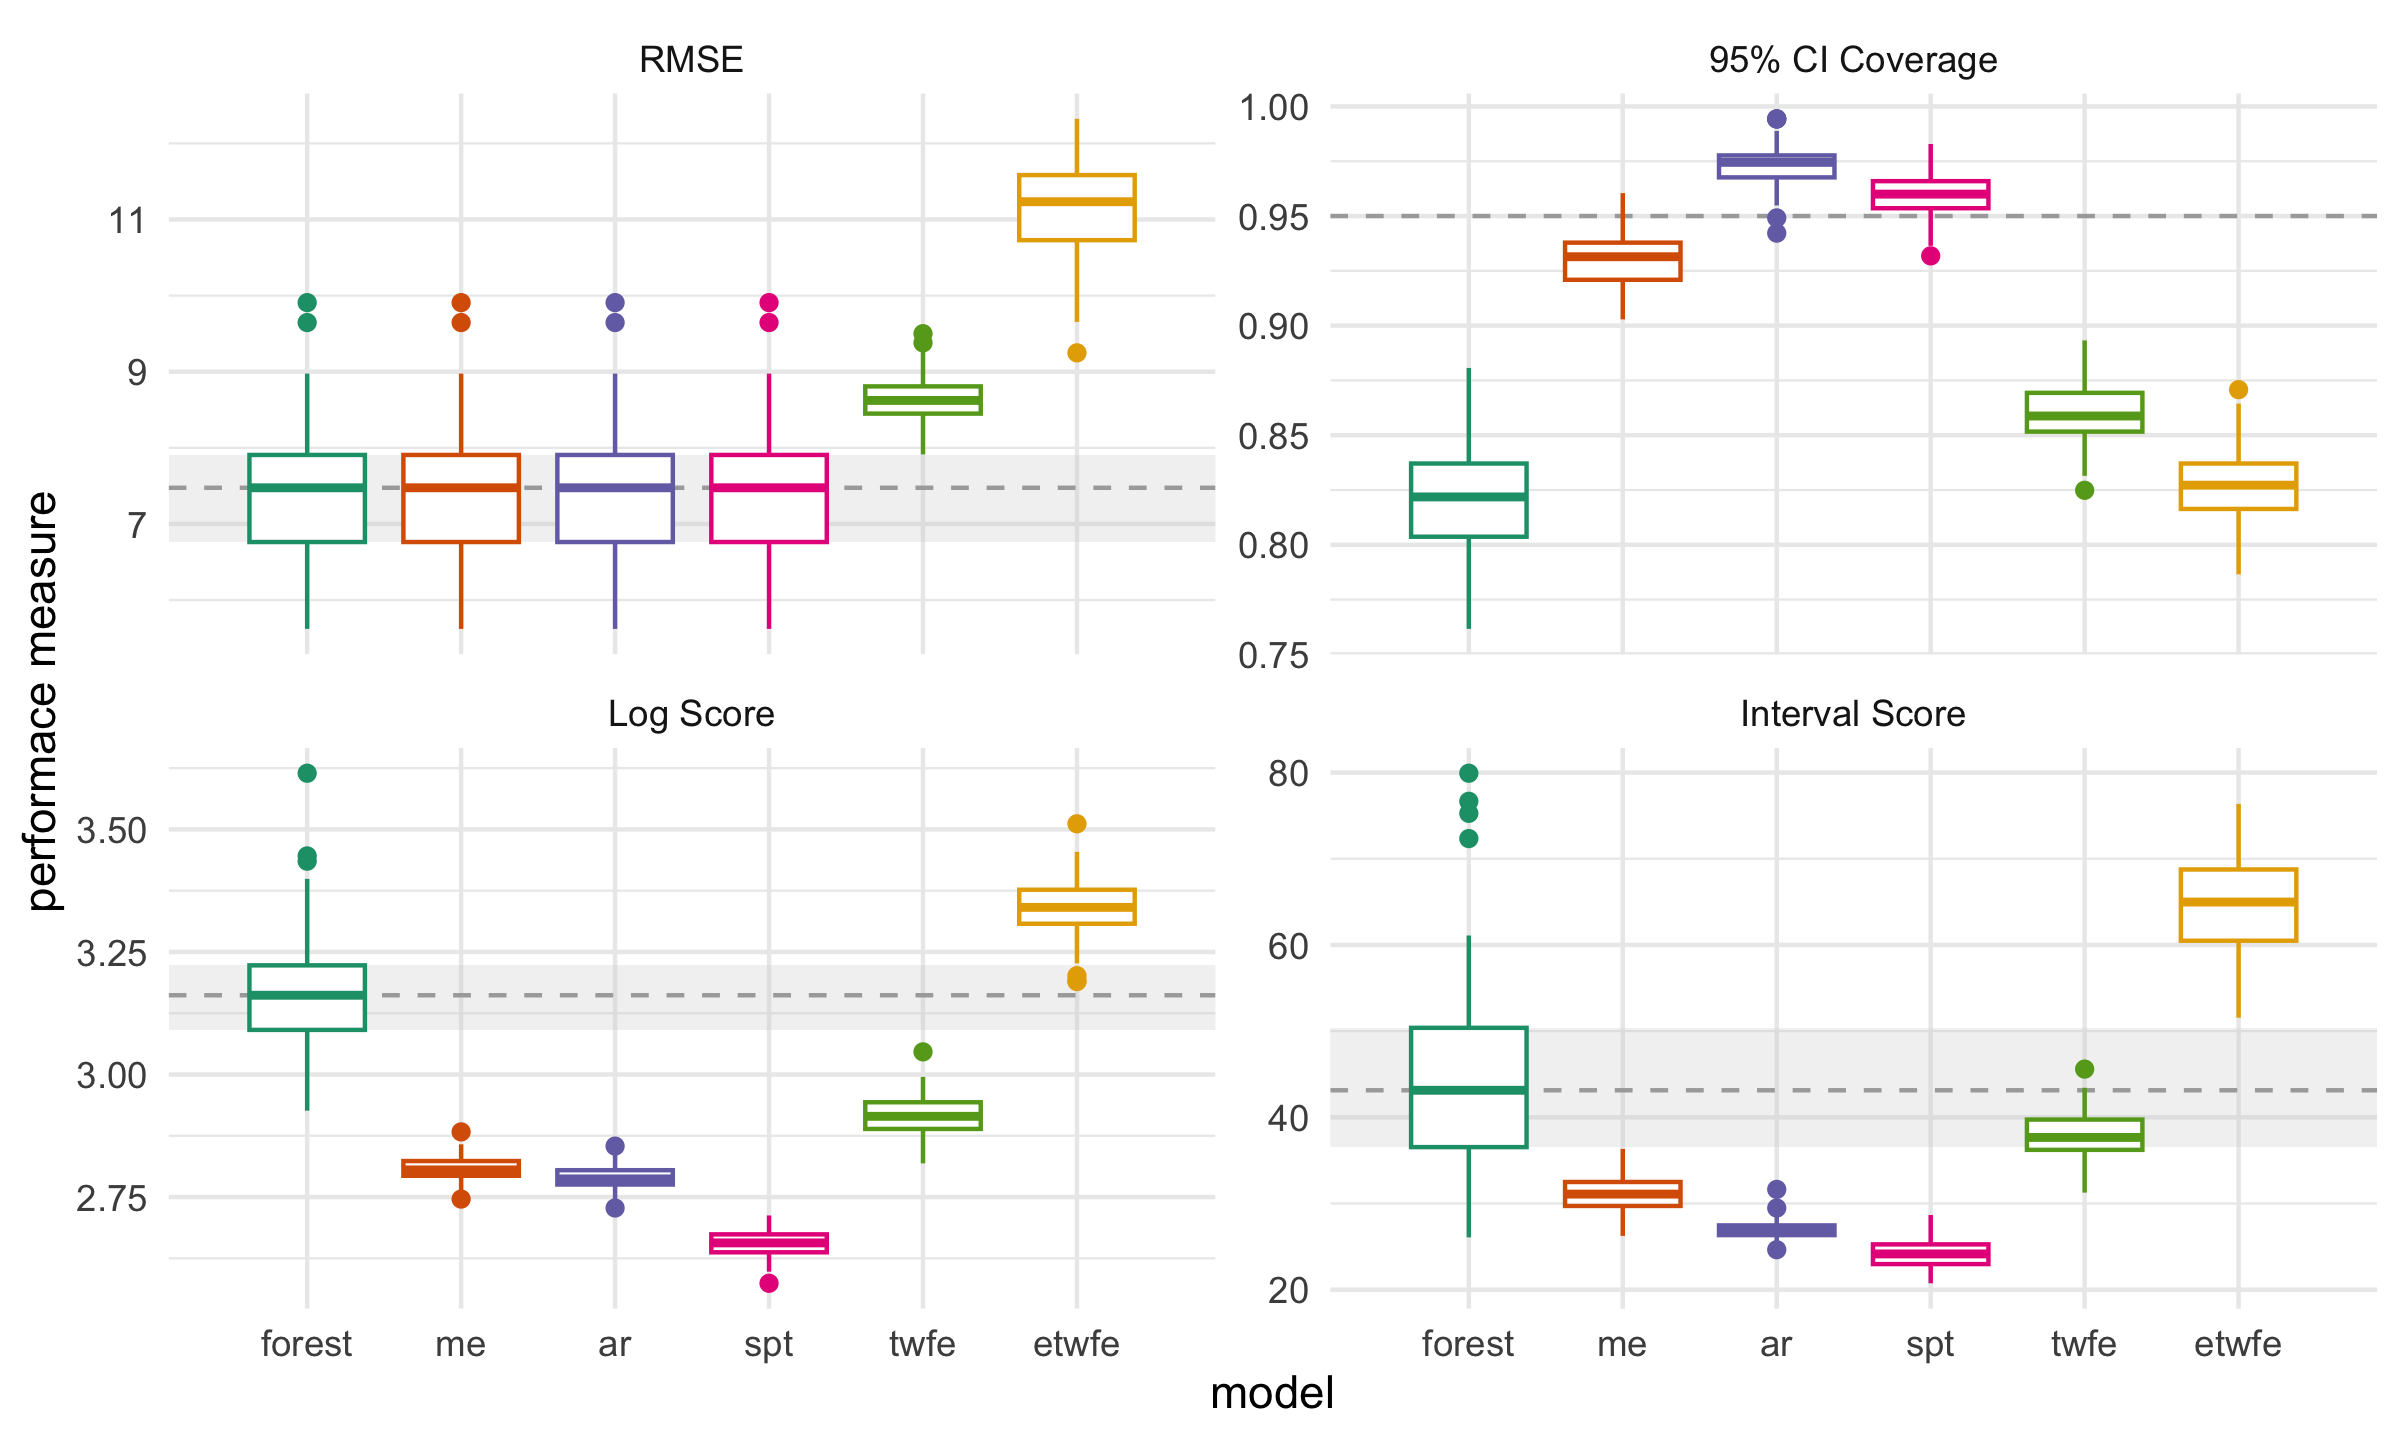 RMSE
95% CI Coverage
11
9
7
1.00
0.95
0.90
0.85
0.80
0.75
performace measure
Log Score
Interval Score
3.50
3.25
3.00
2.75
80
60
40
20
forest me ar spt twfe etwfe
forest me ar spt twfe etwfe
model